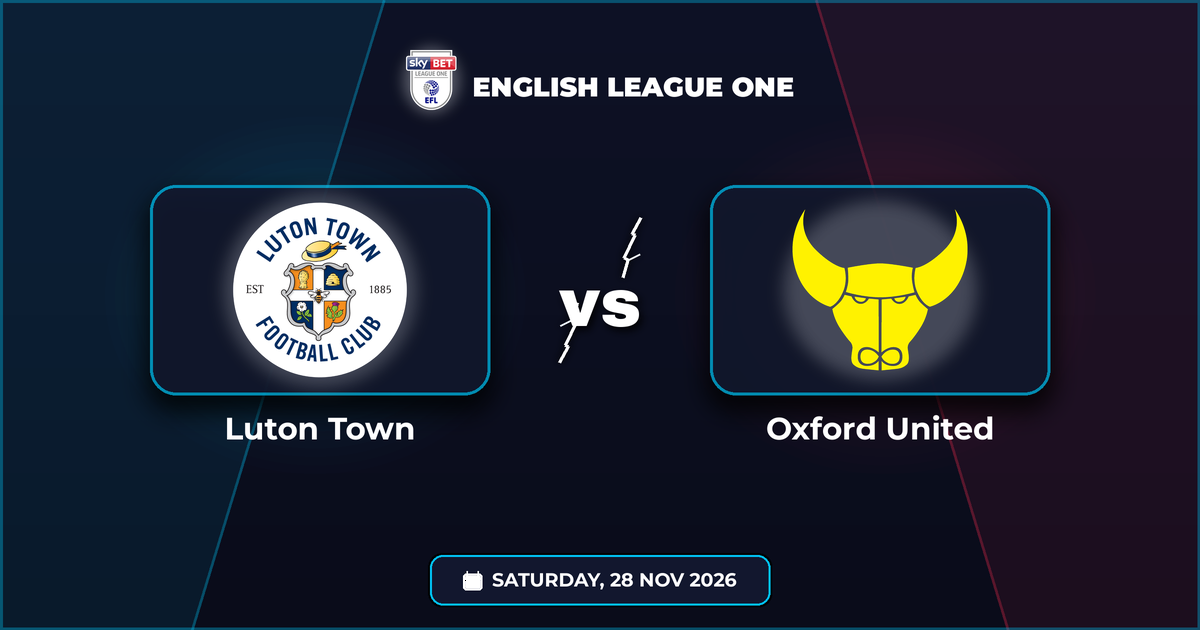 sky BET
LEAGUE ONE
EFL
ENGLISH LEAGUE ONE
LUTON TOWN
EST 1885
FOOTBALL CLUB
vs
Luton Town
Oxford United
SATURDAY, 28 NOV 2026